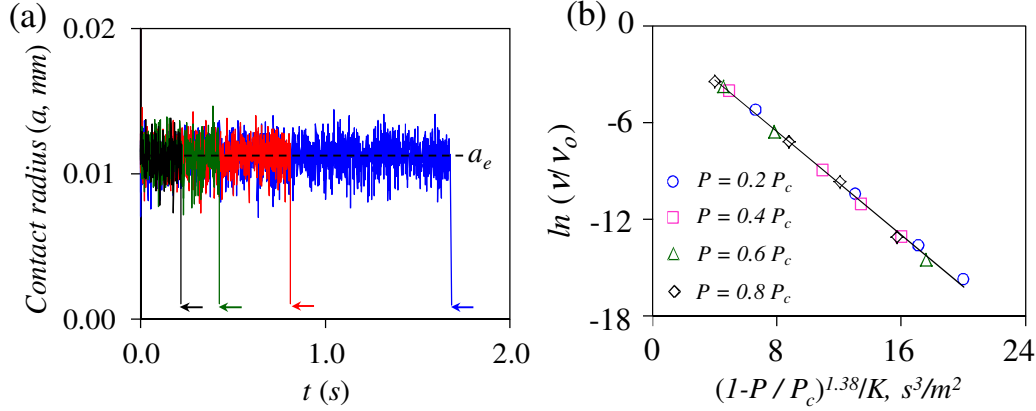 (a)
0.02
0.01
0.00
Contact radius (a, mm)
a_e
0.0
1.0
2.0
t (s)
(b)
-0
-6
-12
-18
ln (ν/ν_o)
P = 0.2 P_c
P = 0.4 P_c
P = 0.6 P_c
P = 0.8 P_c
0
8
16
24
(1-P / P_c)^1.38/K, s^3/m^2